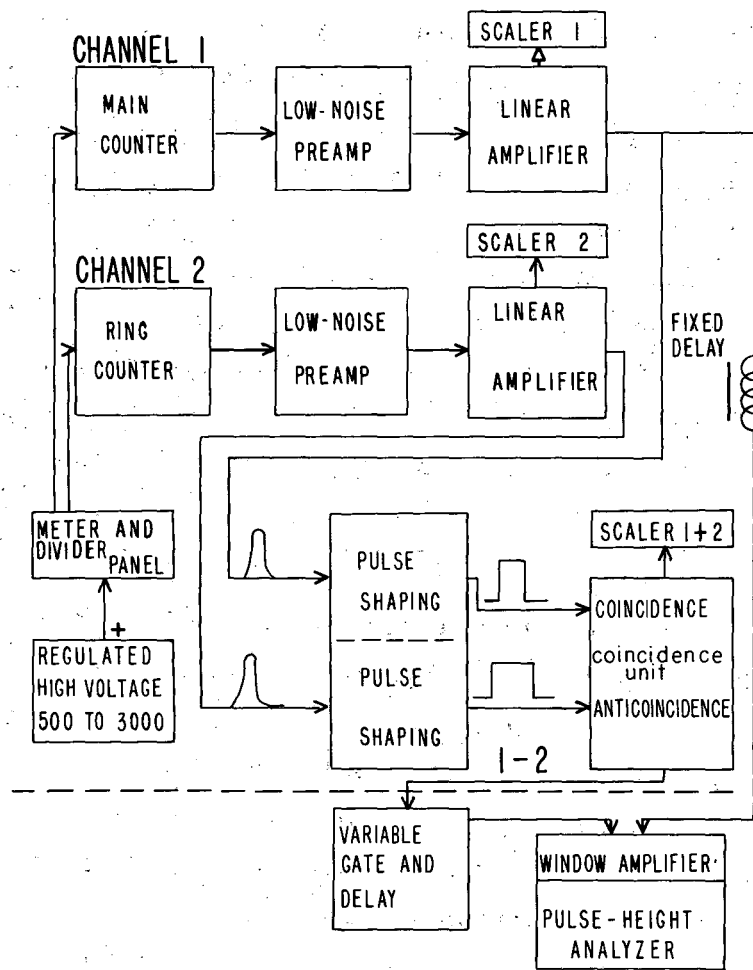 SCALER 1
CHANNEL 1
MAIN
COUNTER
LOW-NOISE
PREAMP
LINEAR
AMPLIFIER
SCALER 2
CHANNEL 2
RING
COUNTER
LOW-NOISE
PREAMP
LINEAR
AMPLIFIER
FIXED
DELAY
METER AND
DIVIDER
PANEL
+
REGULATED
HIGH VOLTAGE
500 TO 3000
PULSE
SHAPING
PULSE
SHAPING
SCALER 1+2
COINCIDENCE
coincidence
unit
ANTICOINCIDENCE
1-2
VARIABLE
GATE AND
DELAY
WINDOW AMPLIFIER
PULSE-HEIGHT
ANALYZER